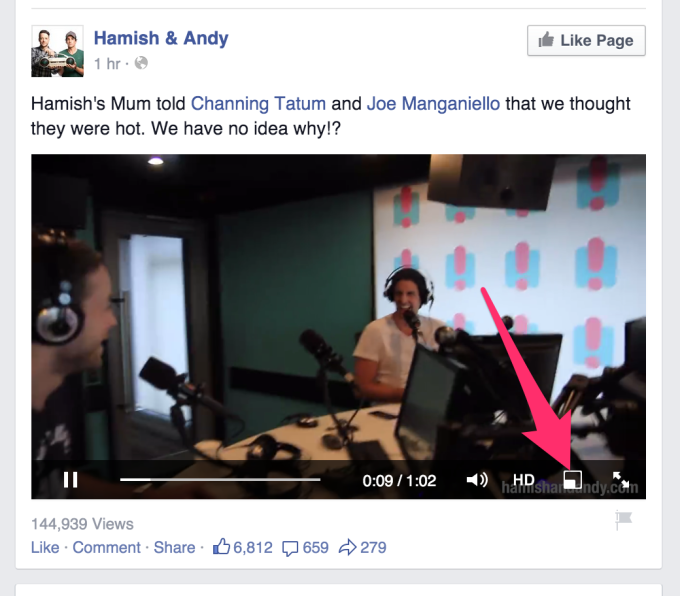 Hamish & Andy
1 hr ·
Like Page
Hamish's Mum told Channing Tatum and Joe Manganiello that we thought
they were hot. We have no idea why!?
0:09 / 1:02
HD
hamishandandy.com
144,939 Views
Like · Comment · Share · 6,812 659 279